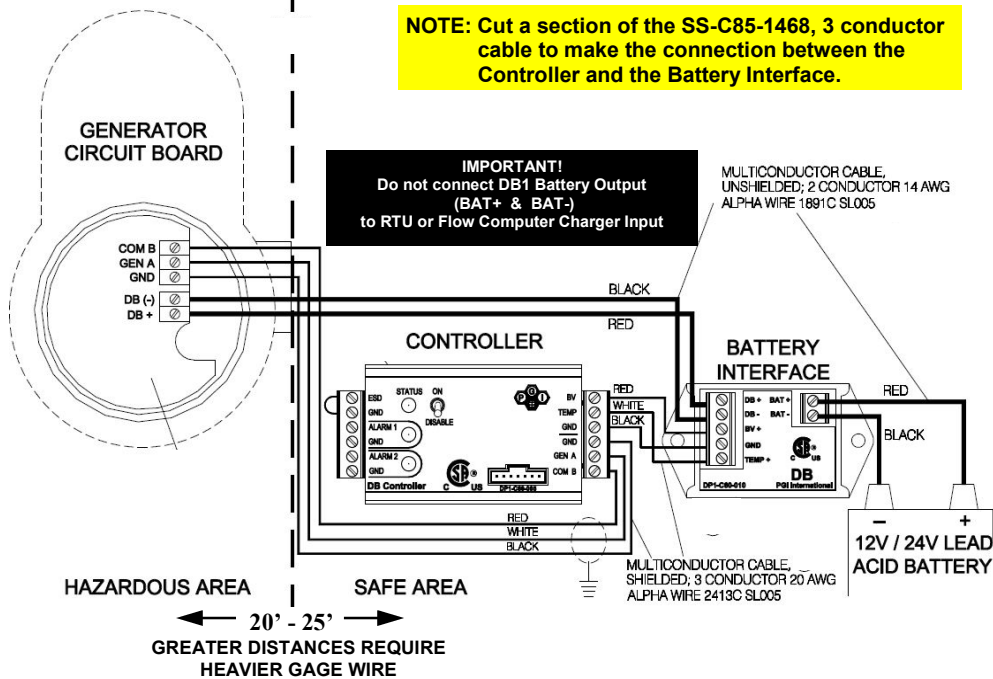 NOTE: Cut a section of the SS-C85-1468, 3 conductor
cable to make the connection between the
Controller and the Battery Interface.
GENERATOR
CIRCUIT BOARD
IMPORTANT!
Do not connect DB1 Battery Output
(BAT+ & BAT-)
to RTU or Flow Computer Charger Input
MULTICONDUCTOR CABLE,
UNSHIELDED; 2 CONDUCTOR 14 AWG
ALPHA WIRE 1891C SL005
COM B
GEN A
GND
DB (-)
DB +
BLACK
RED
CONTROLLER
BATTERY
INTERFACE
ESD
GND
ALARM 1
GND
ALARM 2
GND
STATUS
ON
DISABLE
PGI
BV
TEMP
GND
GND
GEN A
COM B
DB Controller
C US
RED
WHITE
BLACK
DB +
DB -
BV +
GND
TEMP +
BAT +
BAT -
C US
DB
DP1-C80-010
PGI International
RED
BLACK
RED
WHITE
BLACK
– +
12V / 24V LEAD
ACID BATTERY
MULTICONDUCTOR CABLE,
SHIELDED; 3 CONDUCTOR 20 AWG
ALPHA WIRE 2413C SL005
HAZARDOUS AREA
SAFE AREA
20’ - 25’
GREATER DISTANCES REQUIRE
HEAVIER GAGE WIRE